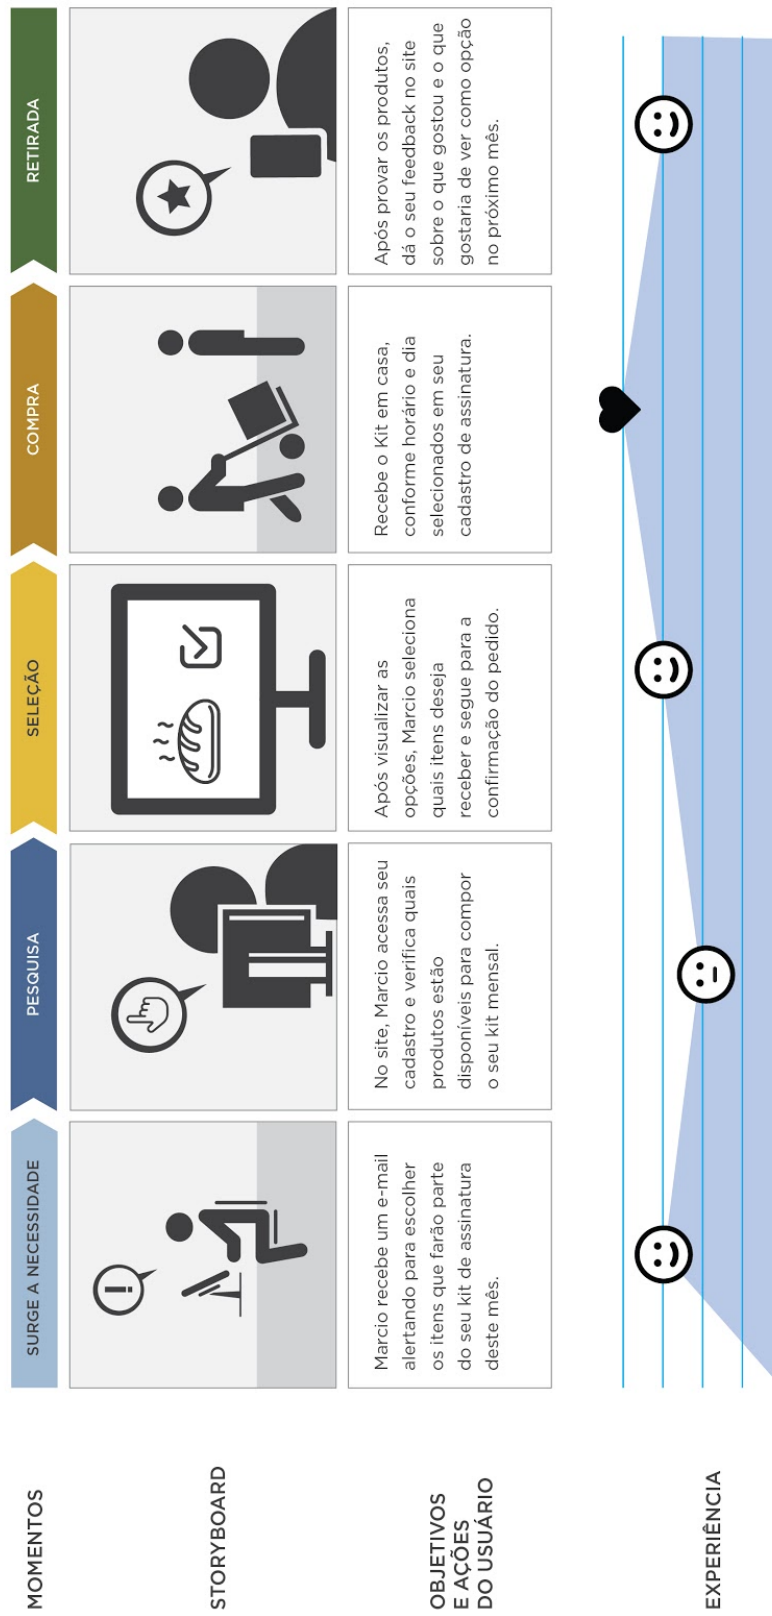 MOMENTOS
SURGE A NECESSIDADE
PESQUISA
SELEÇÃO
COMPRA
RETIRADA
STORYBOARD
OBJETIVOS
E AÇÕES
DO USUÁRIO
Marcio recebe um e-mail
alertando para escolher
os itens que farão parte
do seu kit de assinatura
deste mês.
No site, Marcio acessa seu
cadastro e verifica quais
produtos estão
disponíveis para compor
o seu kit mensal.
Após visualizar as
opções, Marcio seleciona
quais itens deseja
receber e segue para a
confirmação do pedido.
Recebe o Kit em casa,
conforme horário e dia
selecionados em seu
cadastro de assinatura.
Após provar os produtos,
dá o seu feedback no site
sobre o que gostou e o que
gostaria de ver como opção
no próximo mês.
EXPERIÊNCIA